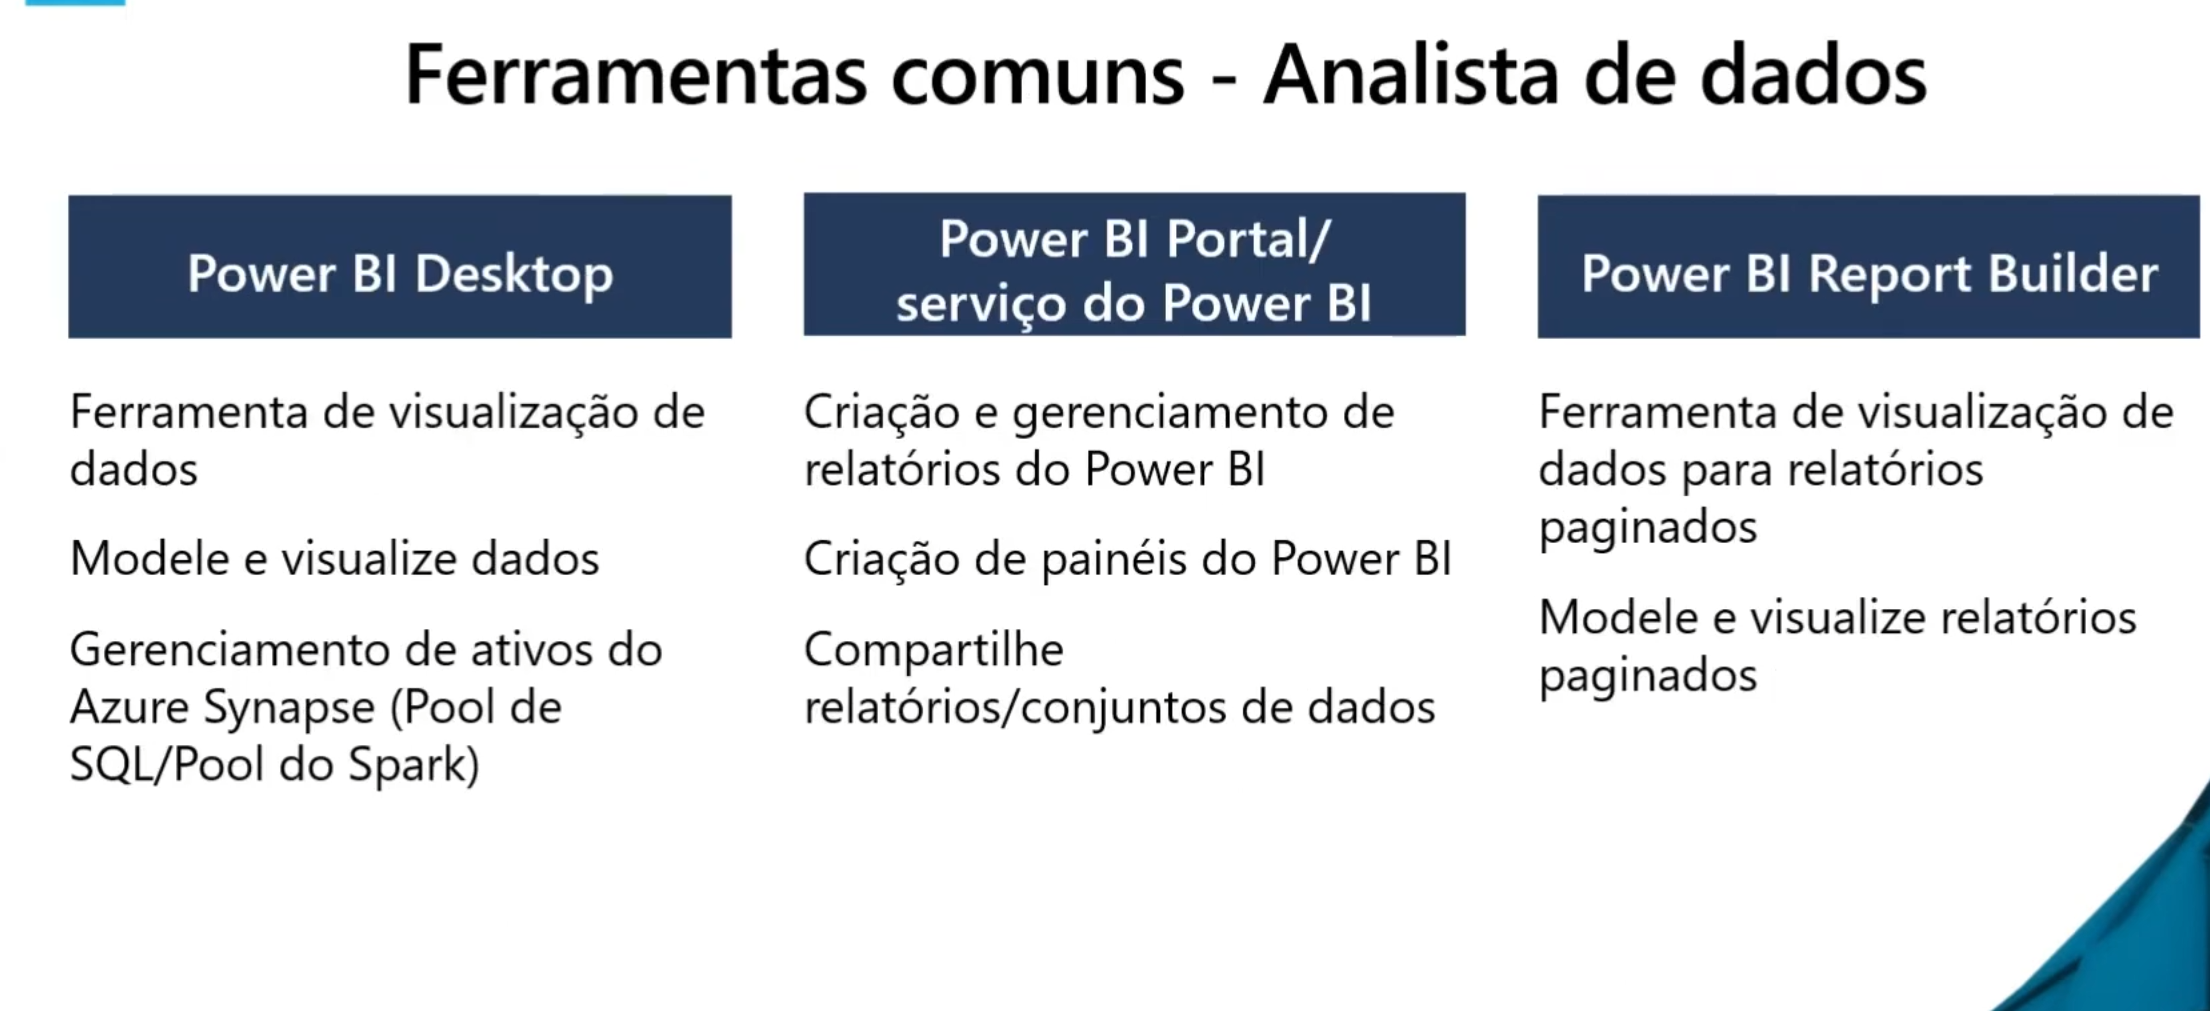 Ferramentas comuns - Analista de dados
Power BI Desktop
Ferramenta de visualização de
dados
Modele e visualize dados
Gerenciamento de ativos do
Azure Synapse (Pool de
SQL/Pool do Spark)
Power BI Portal/
serviço do Power BI
Criação e gerenciamento de
relatórios do Power BI
Criação de painéis do Power BI
Compartilhe
relatórios/conjuntos de dados
Power BI Report Builder
Ferramenta de visualização de
dados para relatórios
paginados
Modele e visualize relatórios
paginados